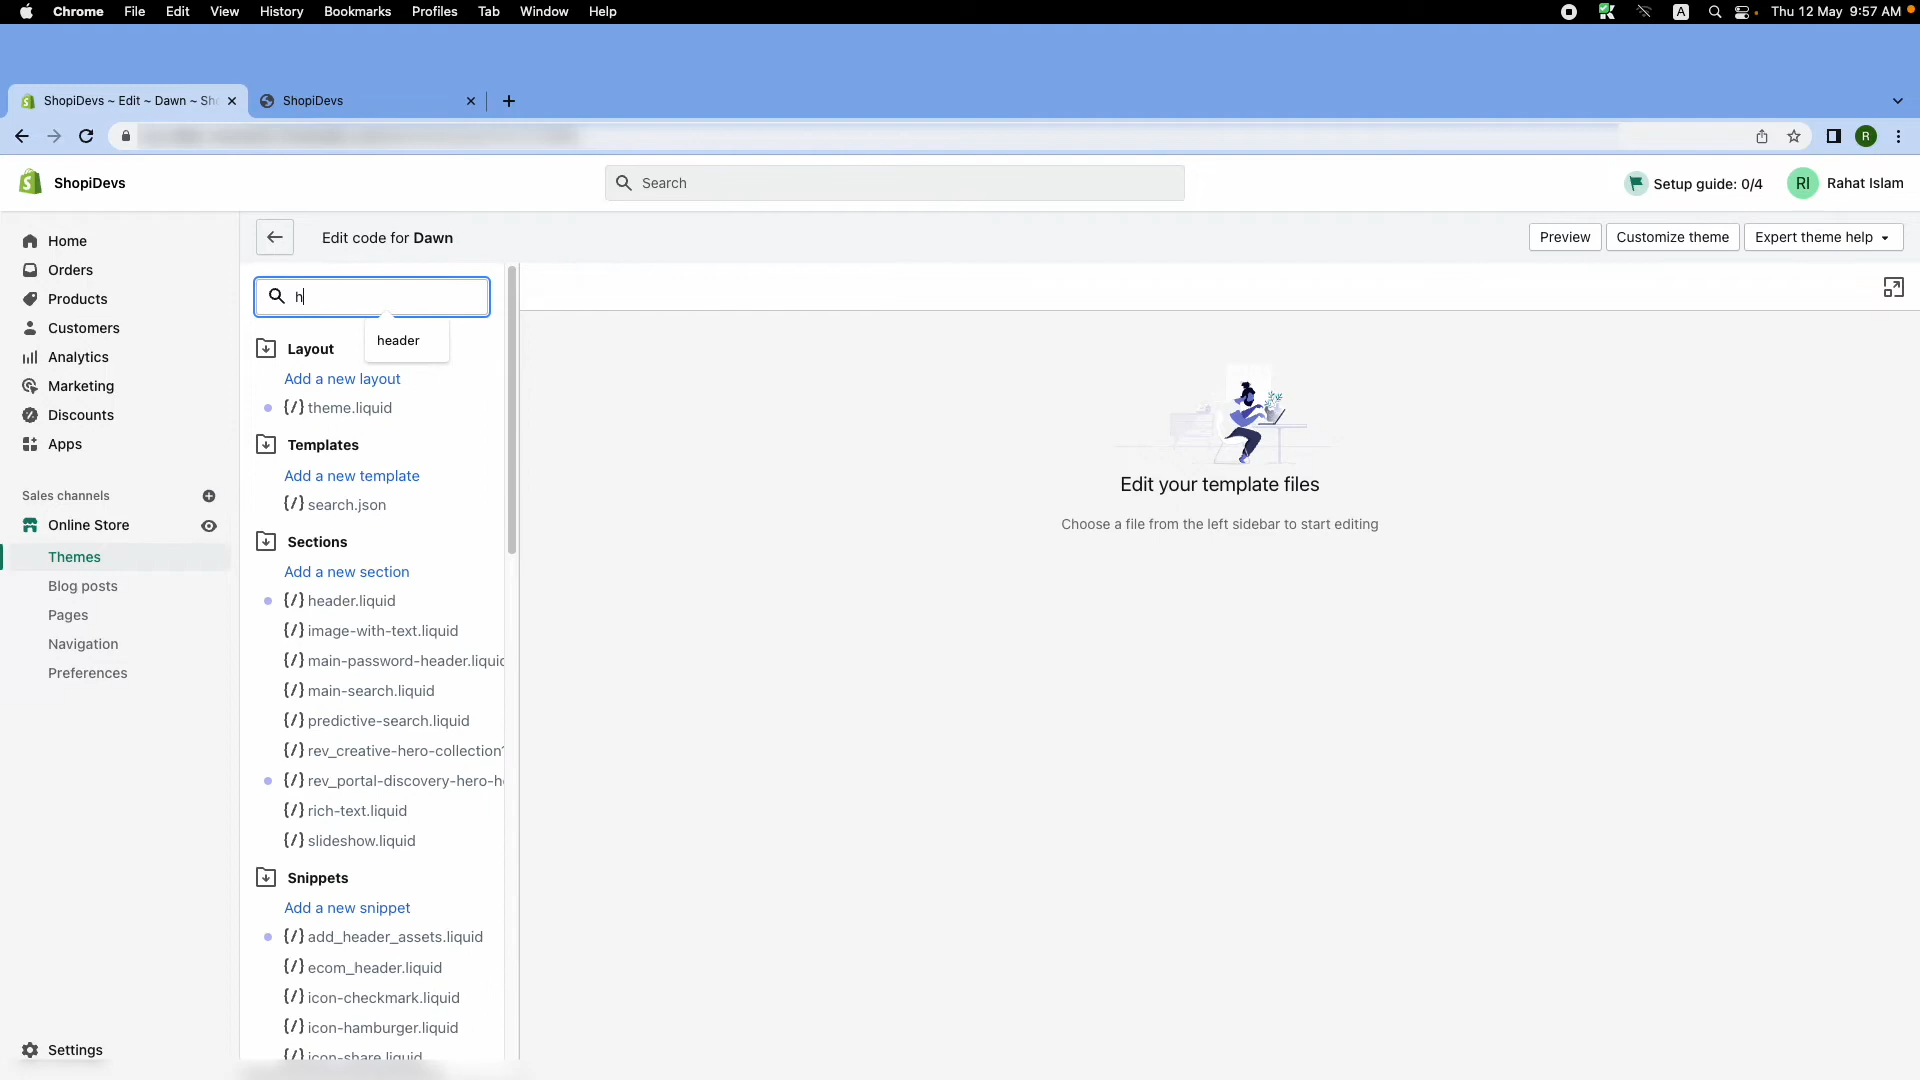 Chrome File Edit View History Bookmarks Profiles Tab Window Help A Thu 12 May 9:57 AM
ShopiDevs ~ Edit ~ Dawn ~ Sh
ShopiDevs
R
ShopiDevs
Search
Setup guide: 0/4
RI Rahat Islam
Home
Orders
Products
Customers
Analytics
Marketing
Discounts
Apps
Sales channels
Online Store
Themes
Blog posts
Pages
Navigation
Preferences
Settings
Edit code for Dawn
Preview
Customize theme
Expert theme help
h
header
Layout
Add a new layout
{/} theme.liquid
Templates
Add a new template
{/} search.json
Sections
Add a new section
{/} header.liquid
{/} image-with-text.liquid
{/} main-password-header.liquid
{/} main-search.liquid
{/} predictive-search.liquid
{/} rev_creative-hero-collection
{/} rev_portal-discovery-hero-h
{/} rich-text.liquid
{/} slideshow.liquid
Snippets
Add a new snippet
{/} add_header_assets.liquid
{/} ecom_header.liquid
{/} icon-checkmark.liquid
{/} icon-hamburger.liquid
{/} icon-share.liquid
Edit your template files
Choose a file from the left sidebar to start editing